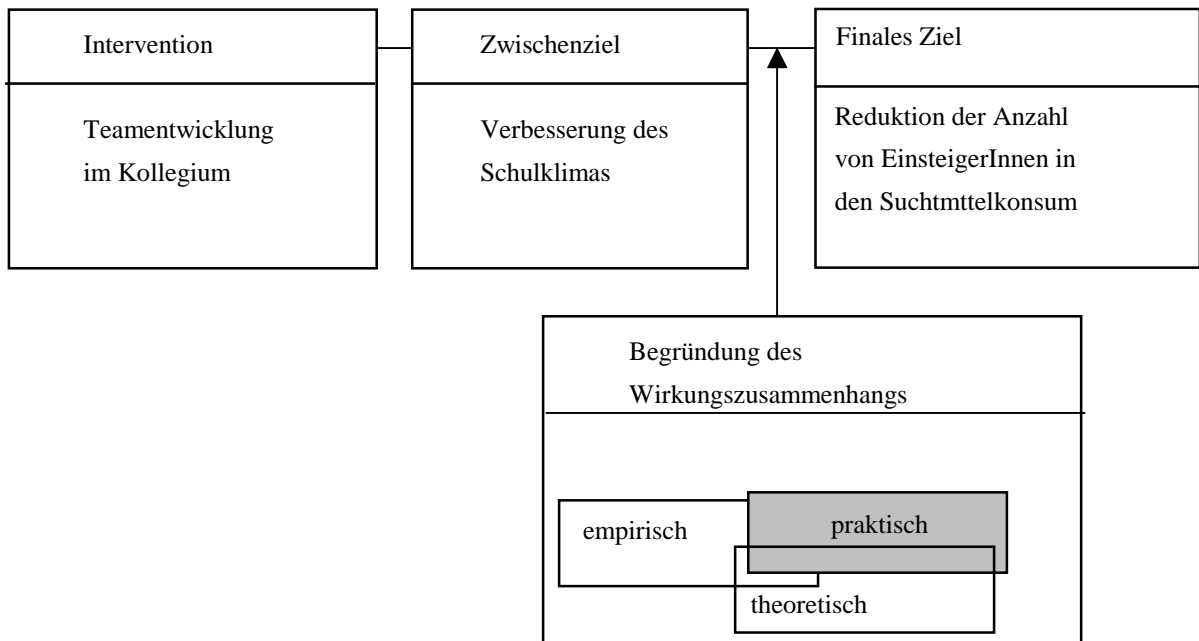 Intervention
Teamentwicklung
im Kollegium
Zwischenziel
Verbesserung des
Schulklimas
Finales Ziel
Reduktion der Anzahl
von EinsteigerInnen in
den Suchtmttelkonsum
Begründung des
Wirkungszusammenhangs
empirisch
praktisch
theoretisch